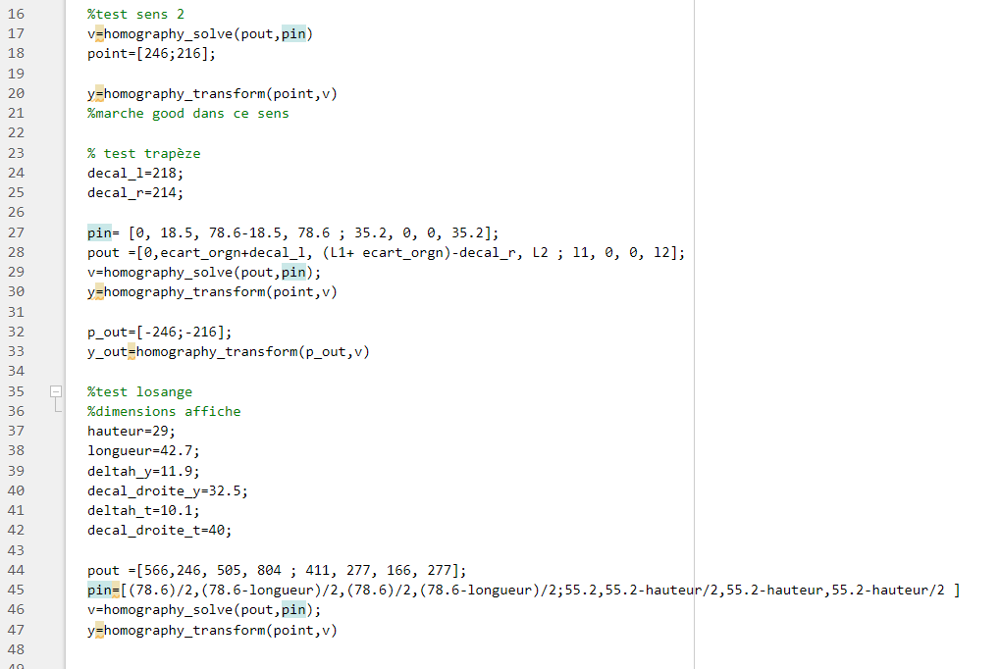 16 %test sens 2
17 v=homography_solve(pout,pin)
18 point=[246;216];
19
20 y=homography_transform(point,v)
21 %marche good dans ce sens
22
23 % test trapèze
24 decal_l=218;
25 decal_r=214;
26
27 pin= [0, 18.5, 78.6-18.5, 78.6 ; 35.2, 0, 0, 35.2];
28 pout =[0,ecart_orgn+decal_l, (L1+ ecart_orgn)-decal_r, L2 ; l1, 0, 0, l2];
29 v=homography_solve(pout,pin);
30 y=homography_transform(point,v)
31
32 p_out=[-246;-216];
33 y_out=homography_transform(p_out,v)
34
35 %test losange
36 %dimensions affiche
37 hauteur=29;
38 longueur=42.7;
39 deltah_y=11.9;
40 decal_droite_y=32.5;
41 deltah_t=10.1;
42 decal_droite_t=40;
43
44 pout =[566,246, 505, 804 ; 411, 277, 166, 277];
45 pin=[(78.6)/2,(78.6-longueur)/2,(78.6)/2,(78.6-longueur)/2;55.2,55.2-hauteur/2,55.2-hauteur,55.2-hauteur/2 ]
46 v=homography_solve(pout,pin);
47 y=homography_transform(point,v)
48
49